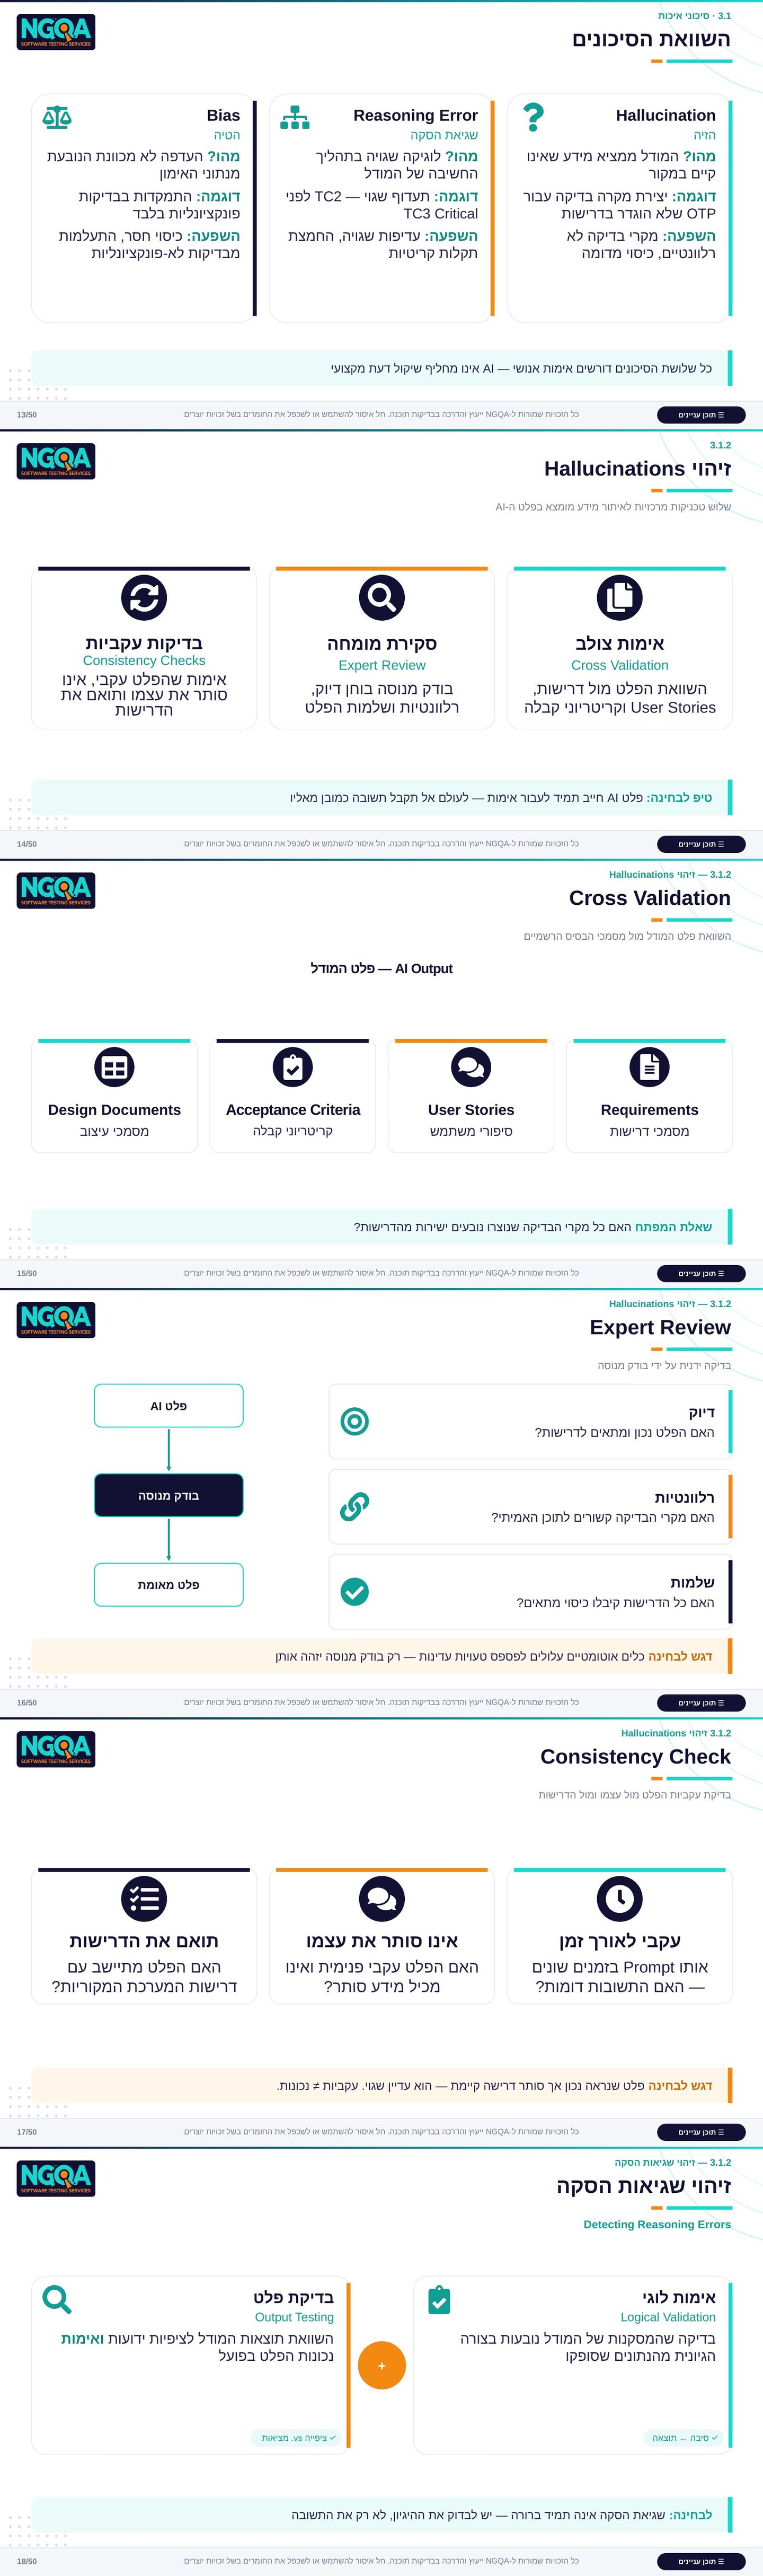 3.1 · סיכוני איכות
NGQA
SOFTWARE TESTING SERVICES
השוואת הסיכונים
Hallucination
הזיה
מהו? המודל ממציא מידע שאינו
קיים במקור
דוגמה: יצירת מקרה בדיקה עבור
OTP שלא הוגדר בדרישות
השפעה: מקרי בדיקה לא
רלוונטיים, כיסוי מדומה
Reasoning Error
שגיאת הסקה
מהו? לוגיקה שגויה בתהליך
החשיבה של המודל
דוגמה: תעדוף שגוי — TC2 לפני
TC3 Critical
השפעה: עדיפות שגויה, החמצת
תקלות קריטיות
Bias
הטיה
מהו? העדפה לא מכוונת הנובעת
מנתוני האימון
דוגמה: התמקדות בבדיקות
פונקציונליות בלבד
השפעה: כיסוי חסר, התעלמות
מבדיקות לא-פונקציונליות
כל שלושת הסיכונים דורשים אימות אנושי — AI אינו מחליף שיקול דעת מקצועי
☰ תוכן עניינים
כל הזכויות שמורות ל-NGQA ייעוץ והדרכה בבדיקות תוכנה. חל איסור להשתמש או לשכפל את החומרים בשל זכויות יוצרים
13/50
3.1.2
NGQA
SOFTWARE TESTING SERVICES
זיהוי Hallucinations
שלוש טכניקות מרכזיות לאיתור מידע מומצא בפלט ה-AI
אימות צולב
Cross Validation
השוואת הפלט מול דרישות,
User Stories וקריטריוני קבלה
סקירת מומחה
Expert Review
בודק מנוסה בוחן דיוק,
רלוונטיות ושלמות הפלט
בדיקות עקביות
Consistency Checks
אימות שהפלט עקבי, אינו
סותר את עצמו ותואם את
הדרישות
טיפ לבחינה: פלט AI חייב תמיד לעבור אימות — לעולם אל תקבל תשובה כמובן מאליו
☰ תוכן עניינים
כל הזכויות שמורות ל-NGQA ייעוץ והדרכה בבדיקות תוכנה. חל איסור להשתמש או לשכפל את החומרים בשל זכויות יוצרים
14/50
3.1.2 — זיהוי Hallucinations
NGQA
SOFTWARE TESTING SERVICES
Cross Validation
השוואת פלט המודל מול מסמכי הבסיס הרשמיים
AI Output — פלט המודל
Requirements
מסמכי דרישות
User Stories
סיפורי משתמש
Acceptance Criteria
קריטריוני קבלה
Design Documents
מסמכי עיצוב
שאלת המפתח האם כל מקרי הבדיקה שנוצרו נובעים ישירות מהדרישות?
☰ תוכן עניינים
כל הזכויות שמורות ל-NGQA ייעוץ והדרכה בבדיקות תוכנה. חל איסור להשתמש או לשכפל את החומרים בשל זכויות יוצרים
15/50
3.1.2 — זיהוי Hallucinations
NGQA
SOFTWARE TESTING SERVICES
Expert Review
בדיקה ידנית על ידי בודק מנוסה
דיוק
האם הפלט נכון ומתאים לדרישות?
רלוונטיות
האם מקרי הבדיקה קשורים לתוכן האמיתי?
שלמות
האם כל הדרישות קיבלו כיסוי מתאים?
פלט AI
בודק מנוסה
פלט מאומת
דגש לבחינה כלים אוטומטיים עלולים לפספס טעויות עדינות — רק בודק מנוסה יזהה אותן
☰ תוכן עניינים
כל הזכויות שמורות ל-NGQA ייעוץ והדרכה בבדיקות תוכנה. חל איסור להשתמש או לשכפל את החומרים בשל זכויות יוצרים
16/50
3.1.2 זיהוי Hallucinations
NGQA
SOFTWARE TESTING SERVICES
Consistency Check
בדיקת עקביות הפלט מול עצמו ומול הדרישות
עקבי לאורך זמן
אותו Prompt בזמנים שונים
— האם התשובות דומות?
אינו סותר את עצמו
האם הפלט עקבי פנימית ואינו
מכיל מידע סותר?
תואם את הדרישות
האם הפלט מתיישב עם
דרישות המערכת המקוריות?
דגש לבחינה פלט שנראה נכון אך סותר דרישה קיימת — הוא עדיין שגוי. עקביות ≠ נכונות.
☰ תוכן עניינים
כל הזכויות שמורות ל-NGQA ייעוץ והדרכה בבדיקות תוכנה. חל איסור להשתמש או לשכפל את החומרים בשל זכויות יוצרים
17/50
3.1.2 — זיהוי שגיאות הסקה
NGQA
SOFTWARE TESTING SERVICES
זיהוי שגיאות הסקה
Detecting Reasoning Errors
אימות לוגי
Logical Validation
בדיקה שהמסקנות של המודל נובעות בצורה
הגיונית מהנתונים שסופקו
✓ סיבה ← תוצאה
+
בדיקת פלט
Output Testing
השוואת תוצאות המודל לציפיות ידועות ואימות
נכונות הפלט בפועל
✓ ציפייה vs. מציאות
לבחינה: שגיאת הסקה אינה תמיד ברורה — יש לבדוק את ההיגיון, לא רק את התשובה
☰ תוכן עניינים
כל הזכויות שמורות ל-NGQA ייעוץ והדרכה בבדיקות תוכנה. חל איסור להשתמש או לשכפל את החומרים בשל זכויות יוצרים
18/50